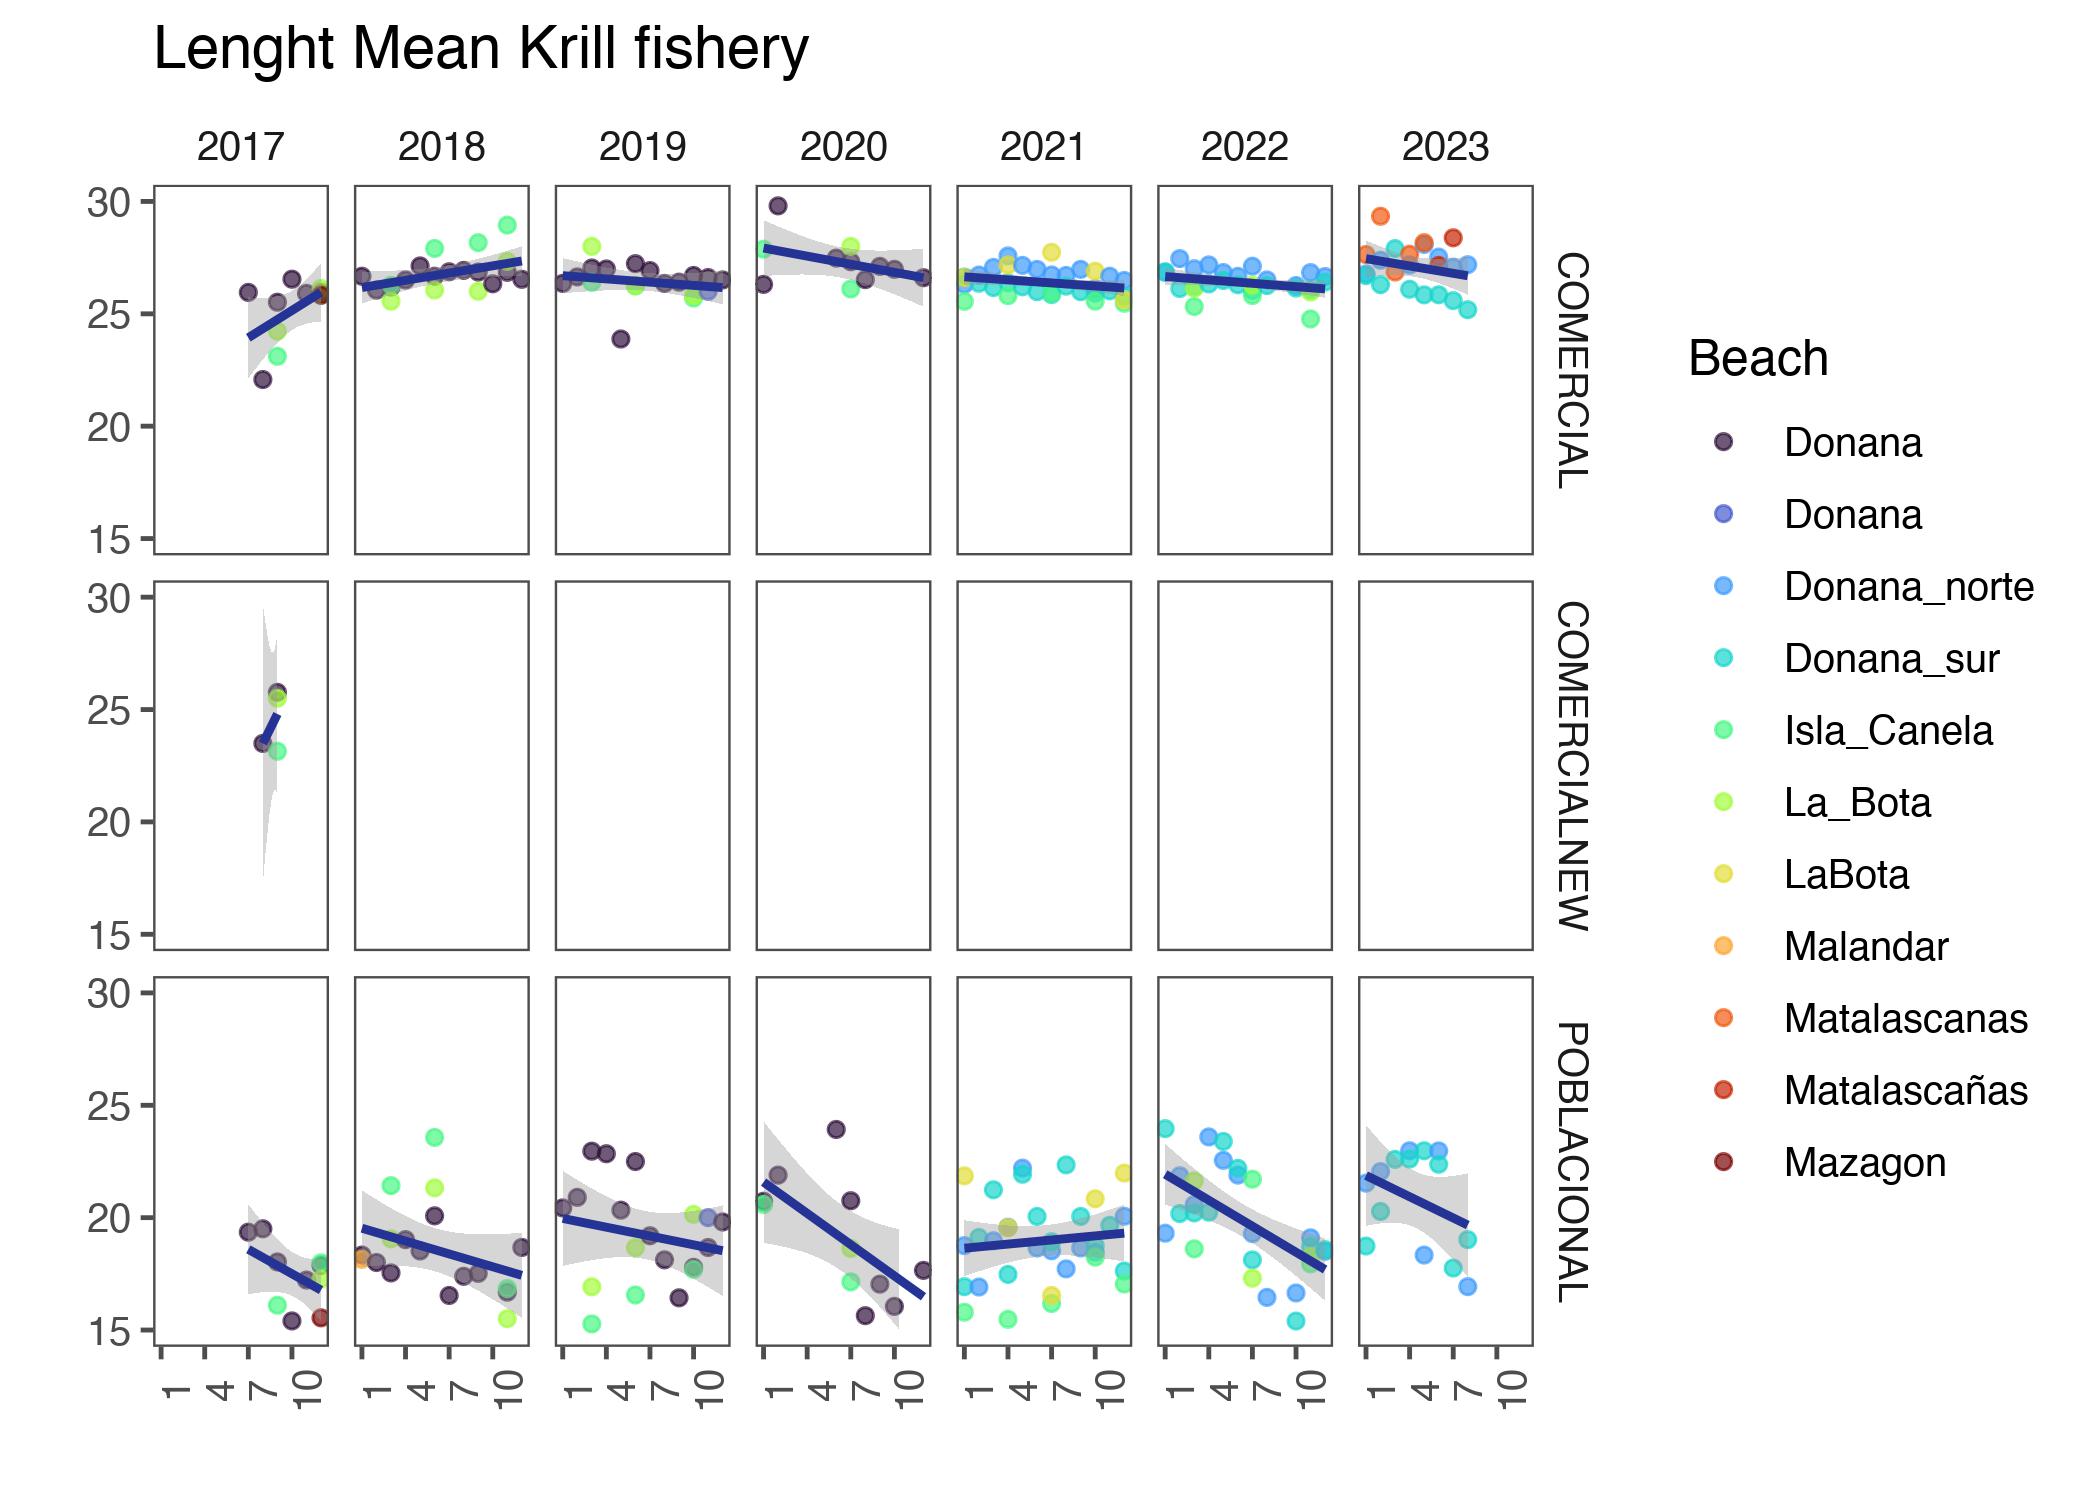 Lenght Mean Krill fishery
2017 2018 2019 2020 2021 2022 2023
30
25
20
15
COMERCIAL
30
25
20
15
COMERCIALNEW
30
25
20
15
POBLACIONAL
1 4 7 10 1 4 7 10 1 4 7 10 1 4 7 10 1 4 7 10 1 4 7 10 1 4 7 10
Beach
Donana
Donana
Donana_norte
Donana_sur
Isla_Canela
La_Bota
LaBota
Malandar
Matalascanas
Matalascañas
Mazagon